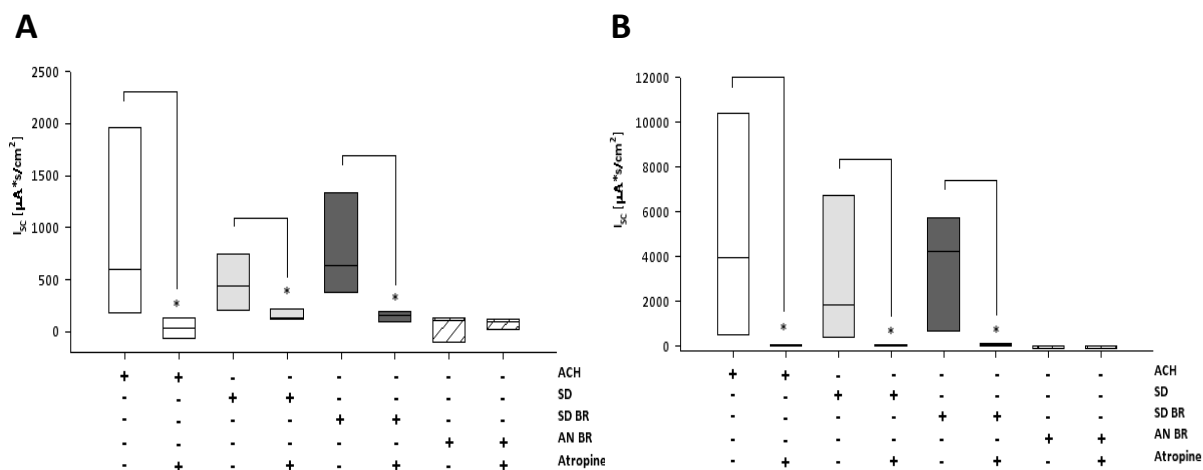 A
2500
2000
1500
1000
500
0
I_SC [µA*s/cm²]
* * *
+ + - - - - - - ACH
- - + + - - - - SD
- - - - + + - - SD BR
- - - - - - + + AN BR
- + - + - + - + Atropine
B
12000
10000
8000
6000
4000
2000
0
I_SC [µA*s/cm²]
* * *
+ + - - - - - - ACH
- - + + - - - - SD
- - - - + + - - SD BR
- - - - - - + + AN BR
- + - + - + - + Atropine